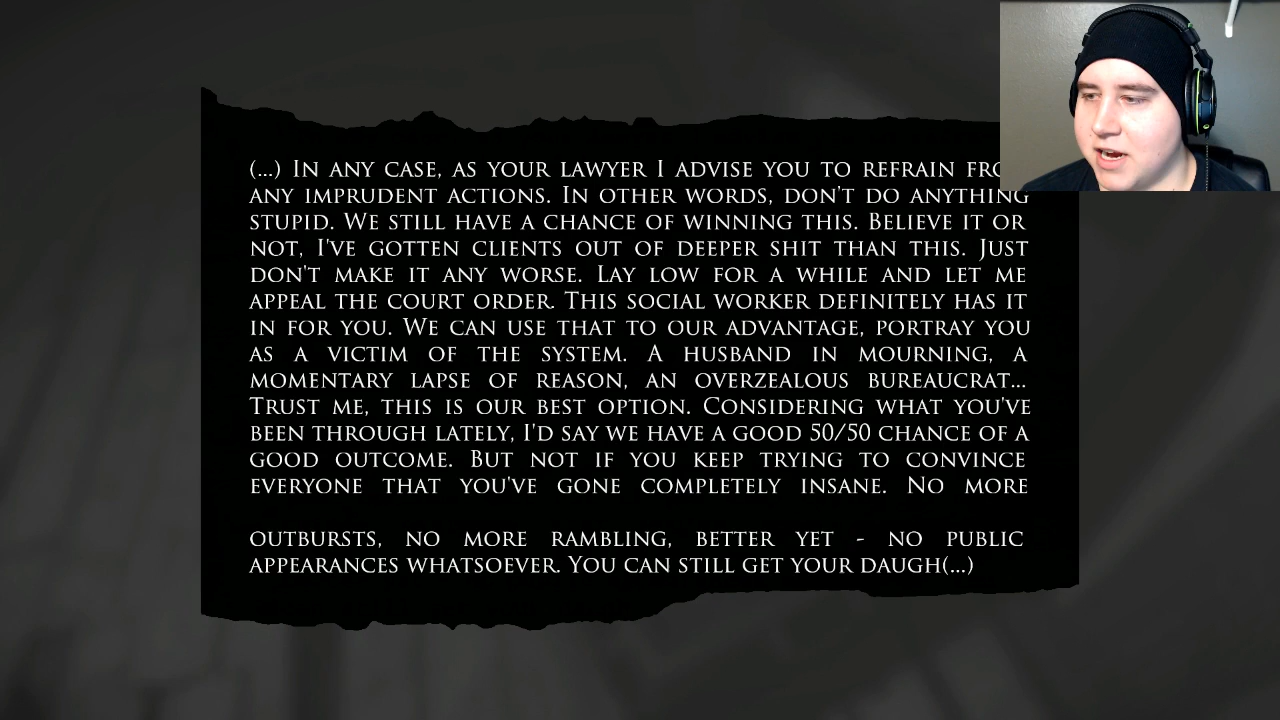 (...) In any case, as your lawyer I advise you to refrain
any imprudent actions. In other words, don't do anything
stupid. We still have a chance of winning this. Believe it or
not, I've gotten clients out of deeper shit than this. Just
don't make it any worse. Lay low for a while and let me
appeal the court order. This social worker definitely has it
in for you. We can use that to our advantage, portray you
as a victim of the system. A husband in mourning, a
momentary lapse of reason, an overzealous bureaucrat...
Trust me, this is our best option. Considering what you've
been through lately, I'd say we have a good 50/50 chance of a
good outcome. But not if you keep trying to convince
everyone that you've gone completely insane. No more
outbursts, no more rambling, better yet - no public
appearances whatsoever. You can still get your daugh(...)